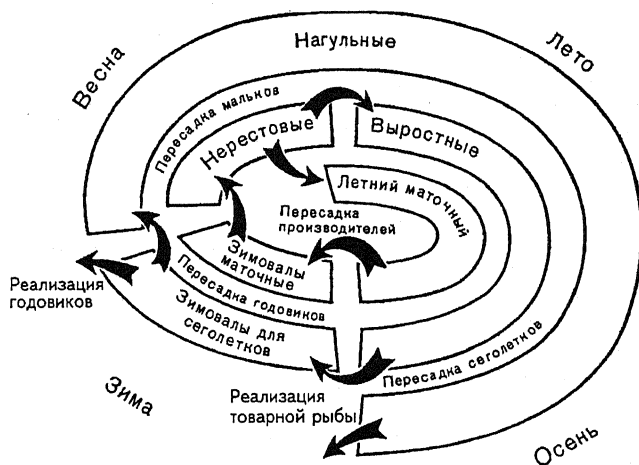 Весна
Нагульные
Лето
Пересадка мальков
Нерестовые
Выростные
Летний маточный
Пересадка
производителей
Зимовалы
маточные
Пересадка годовиков
Зимовалы для
сеголетков
Реализация
годовиков
Зима
Реализация
товарной рыбы
Пересадка сеголетков
Осень